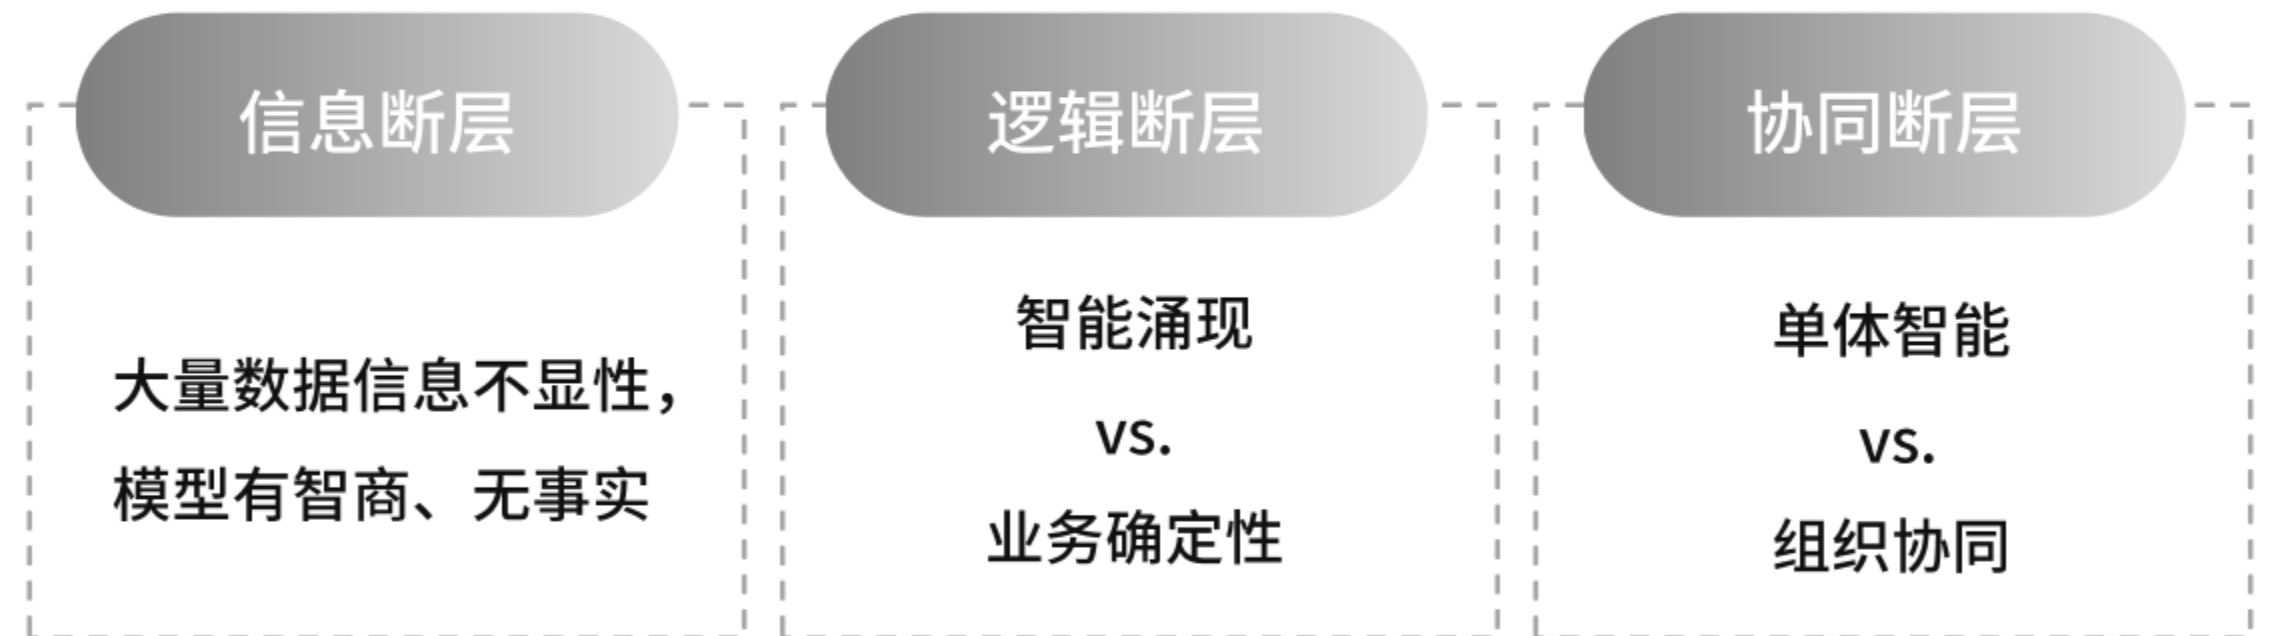 信息断层
大量数据信息不显性，
模型有智商、无事实
逻辑断层
智能涌现
vs.
业务确定性
协同断层
单体智能
vs.
组织协同